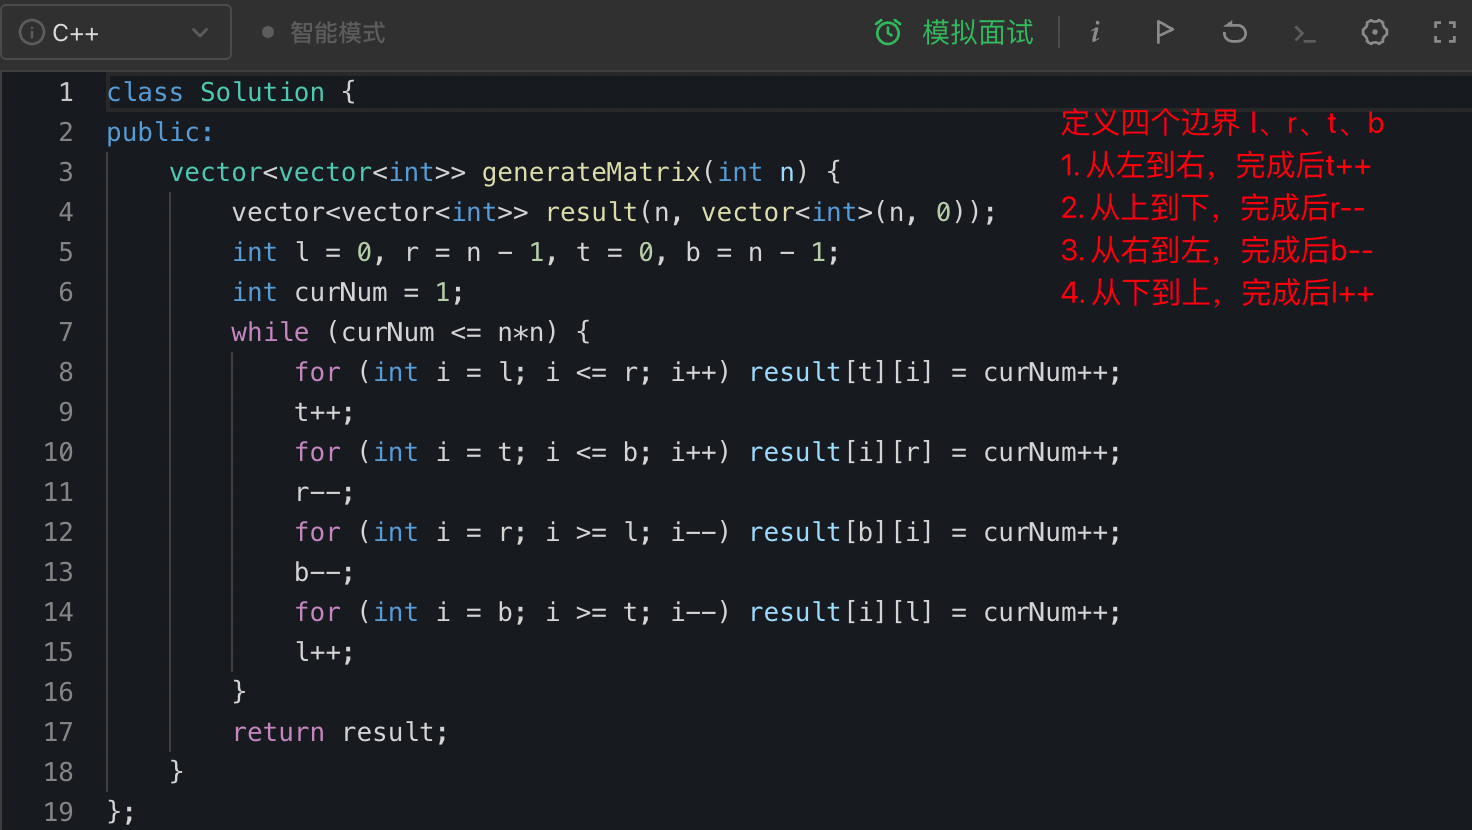 C++
智能模式
模拟面试
1 class Solution {
2 public:
3 vector<vector<int>> generateMatrix(int n) {
4 vector<vector<int>> result(n, vector<int>(n, 0));
5 int l = 0, r = n - 1, t = 0, b = n - 1;
6 int curNum = 1;
7 while (curNum <= n*n) {
8 for (int i = l; i <= r; i++) result[t][i] = curNum++;
9 t++;
10 for (int i = t; i <= b; i++) result[i][r] = curNum++;
11 r--;
12 for (int i = r; i >= l; i--) result[b][i] = curNum++;
13 b--;
14 for (int i = b; i >= t; i--) result[i][l] = curNum++;
15 l++;
16 }
17 return result;
18 }
19 };
定义四个边界 l、r、t、b
1. 从左到右，完成后t++
2. 从上到下，完成后r--
3. 从右到左，完成后b--
4. 从下到上，完成后l++